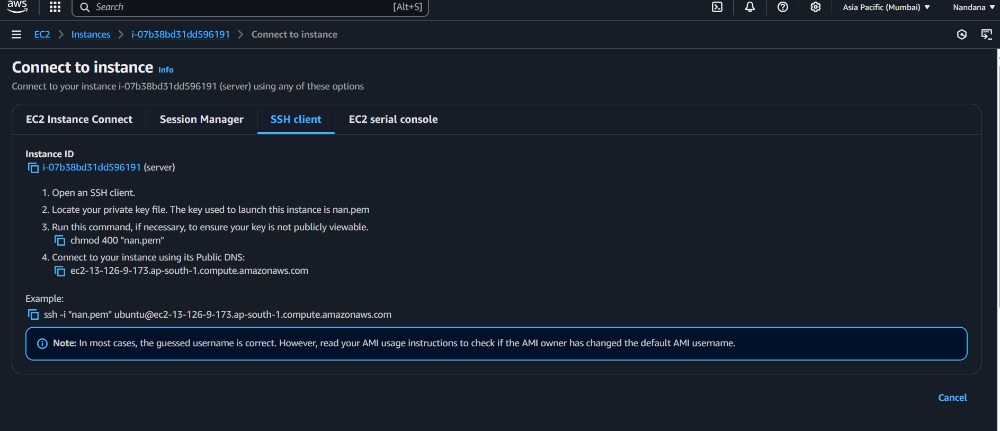 aws
Search [Alt+S] Asia Pacific (Mumbai) Nandana
EC2 Instances i-07b38bd31dd596191 Connect to instance
Connect to instance Info
Connect to your instance i-07b38bd31dd596191 (server) using any of these options
EC2 Instance Connect Session Manager SSH client EC2 serial console
Instance ID
i-07b38bd31dd596191 (server)
1. Open an SSH client.
2. Locate your private key file. The key used to launch this instance is nan.pem
3. Run this command, if necessary, to ensure your key is not publicly viewable.
chmod 400 "nan.pem"
4. Connect to your instance using its Public DNS:
ec2-13-126-9-173.ap-south-1.compute.amazonaws.com
Example:
ssh -i "nan.pem" ubuntu@ec2-13-126-9-173.ap-south-1.compute.amazonaws.com
Note: In most cases, the guessed username is correct. However, read your AMI usage instructions to check if the AMI owner has changed the default AMI username.
Cancel